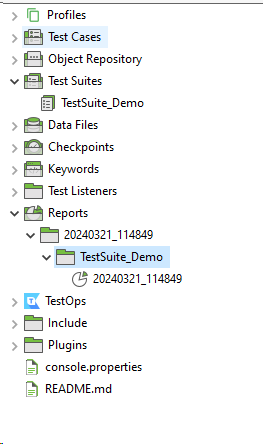 Profiles
Test Cases
Object Repository
Test Suites
TestSuite_Demo
Data Files
Checkpoints
Keywords
Test Listeners
Reports
20240321_114849
TestSuite_Demo
20240321_114849
TestOps
Include
Plugins
console.properties
README.md